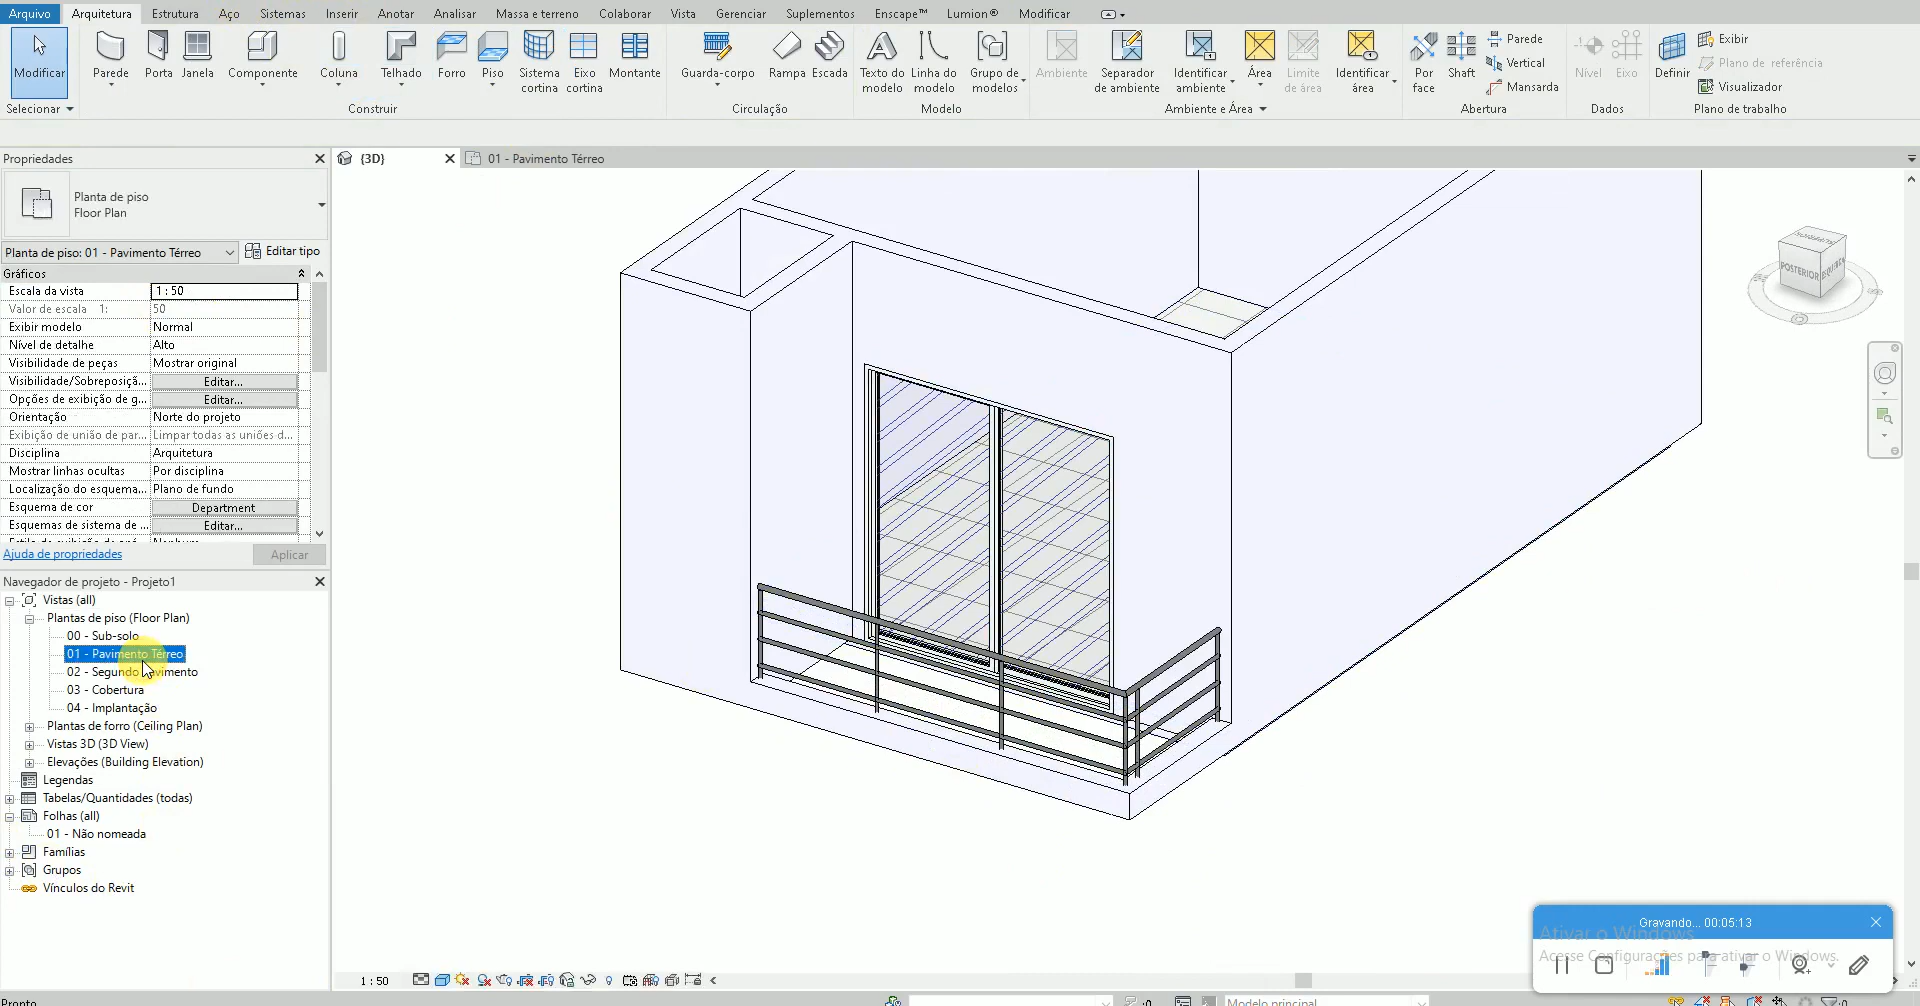 Arquivo Arquitetura Estrutura Aço Sistemas Inserir Anotar Analisar Massa e terreno Colaborar Vista Gerenciar Suplementos Enscape™ Lumion® Modificar
Modificar Parede Porta Janela Componente Coluna Telhado Forro Piso Sistema cortina Eixo cortina Montante Guarda-corpo Rampa Escada Texto do modelo Linha do modelo Grupo de modelos Ambiente Separador de ambiente Identificar ambiente Área Limite de área Identificar área Por face Shaft Parede Vertical Mansarda Nível Eixo Definir Exibir Plano de referência Visualizador
Selecionar Construir Circulação Modelo Ambiente e Área Abertura Dados Plano de trabalho
Propriedades
{3D} 01 - Pavimento Térreo
Planta de piso
Floor Plan
Planta de piso: 01 - Pavimento Térreo Editar tipo
Gráficos
Escala da vista 1 : 50
Valor de escala 1: 50
Exibir modelo Normal
Nível de detalhe Alto
Visibilidade de peças Mostrar original
Visibilidade/Sobreposiçã... Editar...
Opções de exibição de g... Editar...
Orientação Norte do projeto
Exibição de união de par... Limpar todas as uniões d...
Disciplina Arquitetura
Mostrar linhas ocultas Por disciplina
Localização do esquema... Plano de fundo
Esquema de cor Department
Esquemas de sistema de ... Editar...
Ajuda de propriedades Aplicar
Navegador de projeto - Projeto1
Vistas (all)
Plantas de piso (Floor Plan)
00 - Sub-solo
01 - Pavimento Térreo
02 - Segundo Pavimento
03 - Cobertura
04 - Implantação
Plantas de forro (Ceiling Plan)
Vistas 3D (3D View)
Elevações (Building Elevation)
Legendas
Tabelas/Quantidades (todas)
Folhas (all)
01 - Não nomeada
Famílias
Grupos
Vínculos do Revit
POSTERIOR
Gravando... 00:05:13
Ativar o Windows
Acesse Configurações para ativar o Windows.
1 : 50
Pronto
:0
Modelo principal
:0